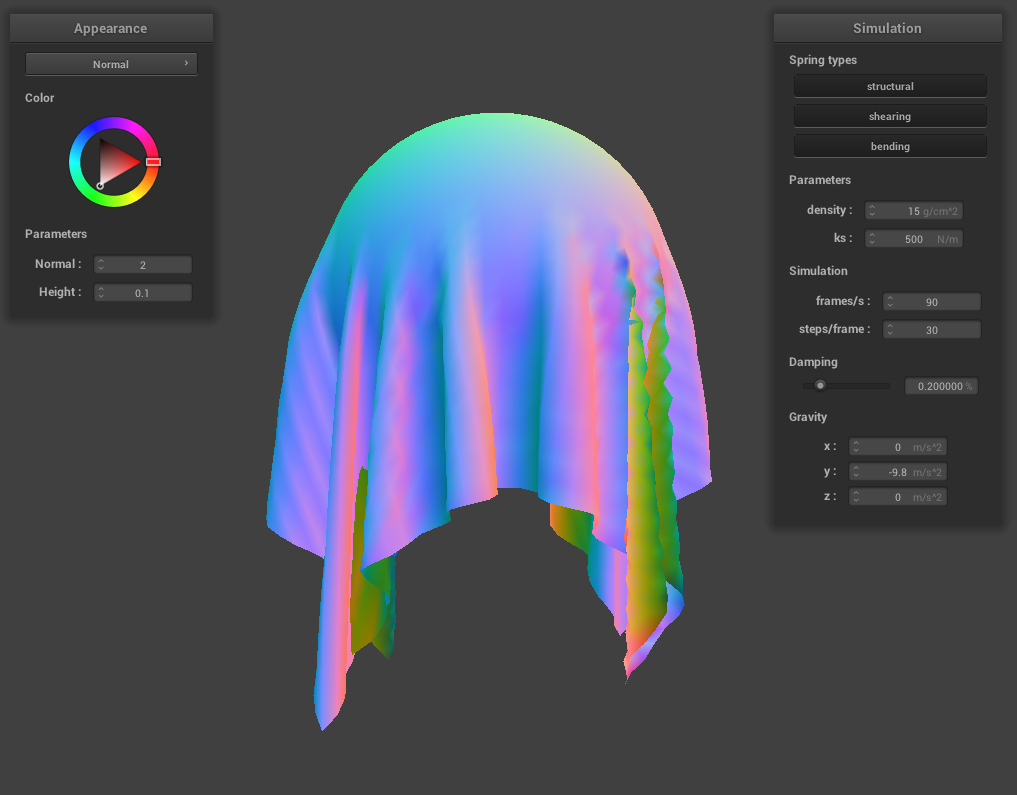 Appearance
Normal
Color
Parameters
Normal : 2
Height : 0.1
Simulation
Spring types
structural
shearing
bending
Parameters
density : 15 g/cm^2
ks : 500 N/m
Simulation
frames/s : 90
steps/frame : 30
Damping
0.200000 %
Gravity
x : 0 m/s^2
y : -9.8 m/s^2
z : 0 m/s^2